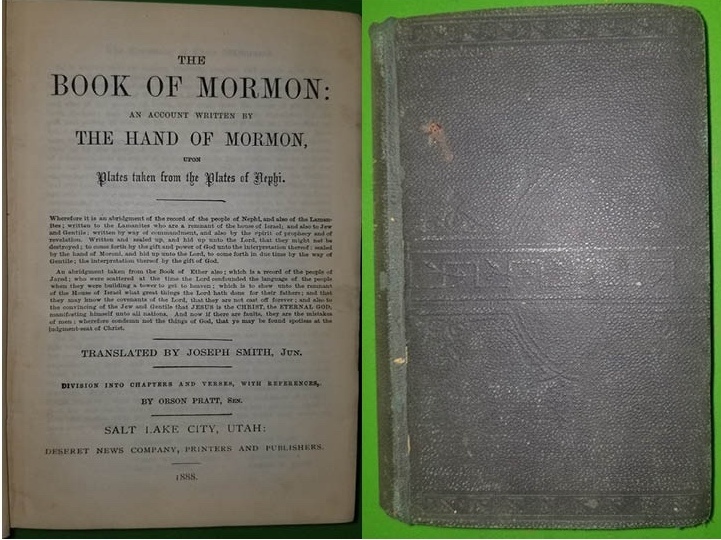 THE
BOOK OF MORMON:
AN ACCOUNT WRITTEN BY
THE HAND OF MORMON,
UPON
Plates taken from the Plates of Nephi.
Wherefore it is an abridgment of the record of the people of Nephi, and also of the Laman-
ites; written to the Lamanites who are a remnant of the house of Israel; and also to Jew
and Gentile; written by way of commandment, and also by the spirit of prophecy and of
revelation. Written and sealed up, and hid up unto the Lord, that they might not be
destroyed; to come forth by the gift and power of God unto the interpretation thereof; sealed
by the hand of Moroni, and hid up unto the Lord, to come forth in due time by the way of
Gentile; the interpretation thereof by the gift of God.
An abridgment taken from the Book of Ether also; which is a record of the people of
Jared; who were scattered at the time the Lord confounded the language of the people
when they were building a tower to get to heaven; which is to shew unto the remnant
of the House of Israel what great things the Lord hath done for their fathers; and that
they may know the covenants of the Lord, that they are not cast off forever; and also to
the convincing of the Jew and Gentile that JESUS is the CHRIST, the ETERNAL GOD,
manifesting himself unto all nations. And now if there are faults, they are the mistakes
of men; wherefore condemn not the things of God, that ye may be found spotless at the
judgment-seat of Christ.
TRANSLATED BY JOSEPH SMITH, JUN.
DIVISION INTO CHAPTERS AND VERSES, WITH REFERENCES,
BY ORSON PRATT, SEN.
SALT LAKE CITY, UTAH:
DESERET NEWS COMPANY, PRINTERS AND PUBLISHERS.
1888.